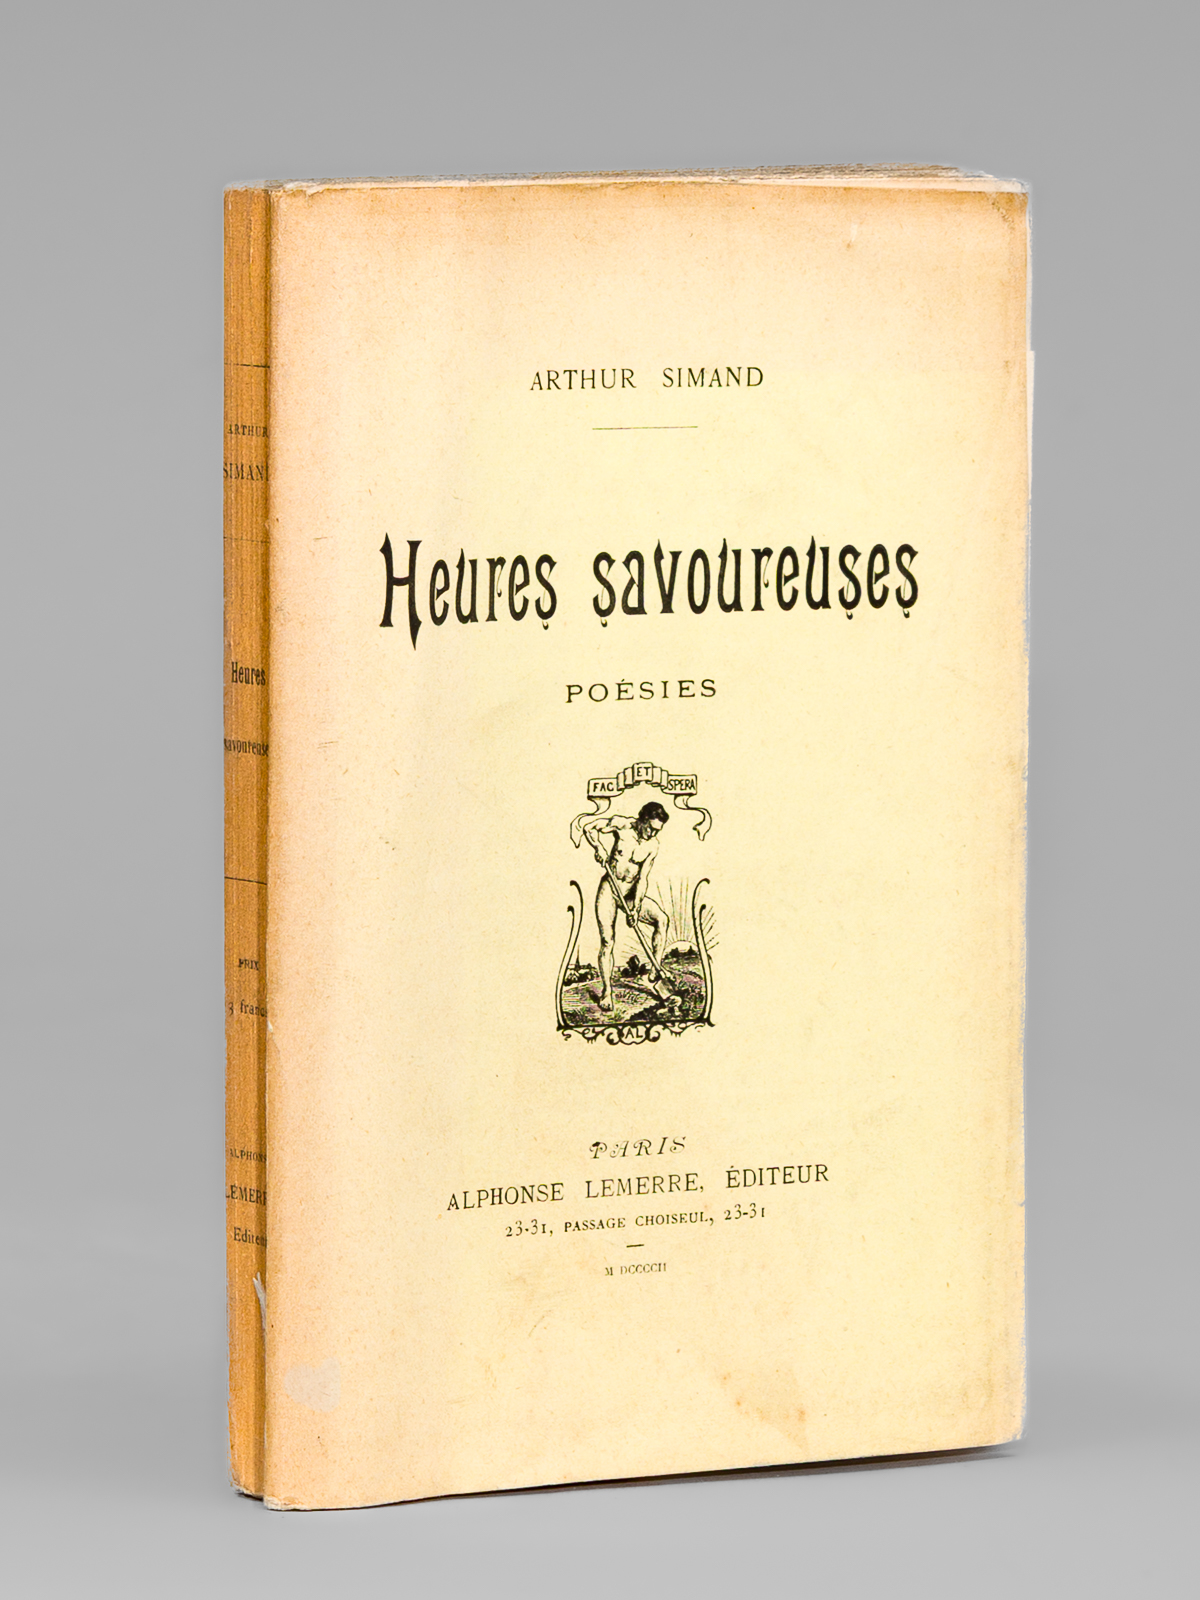 ARTHUR SIMAND
Heures savoureuses
POÉSIES
FAC ET SPERA
AL
PARIS
ALPHONSE LEMERRE, ÉDITEUR
23-31, PASSAGE CHOISEUL, 23-31
M DCCCCII
ARTHUR
SIMAND
Heures
savoureuses
PRIX
3 francs
ALPHONSE
LEMERRE
Editeur